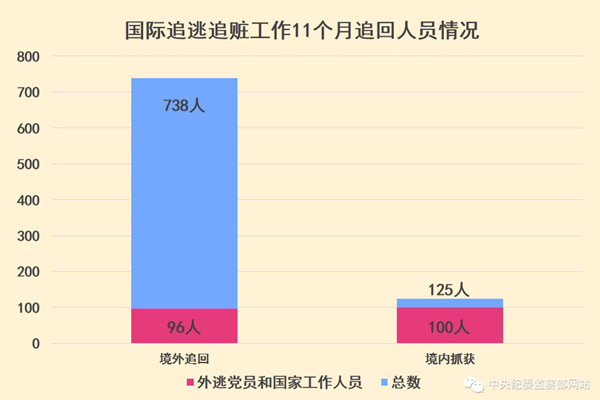 国际追逃追赃工作11个月追回人员情况
800
700
600
500
400
300
200
100
0
738人
96人
125人
100人
境外追回
境内抓获
外逃党员和国家工作人员
总数
中央纪委监察部网站